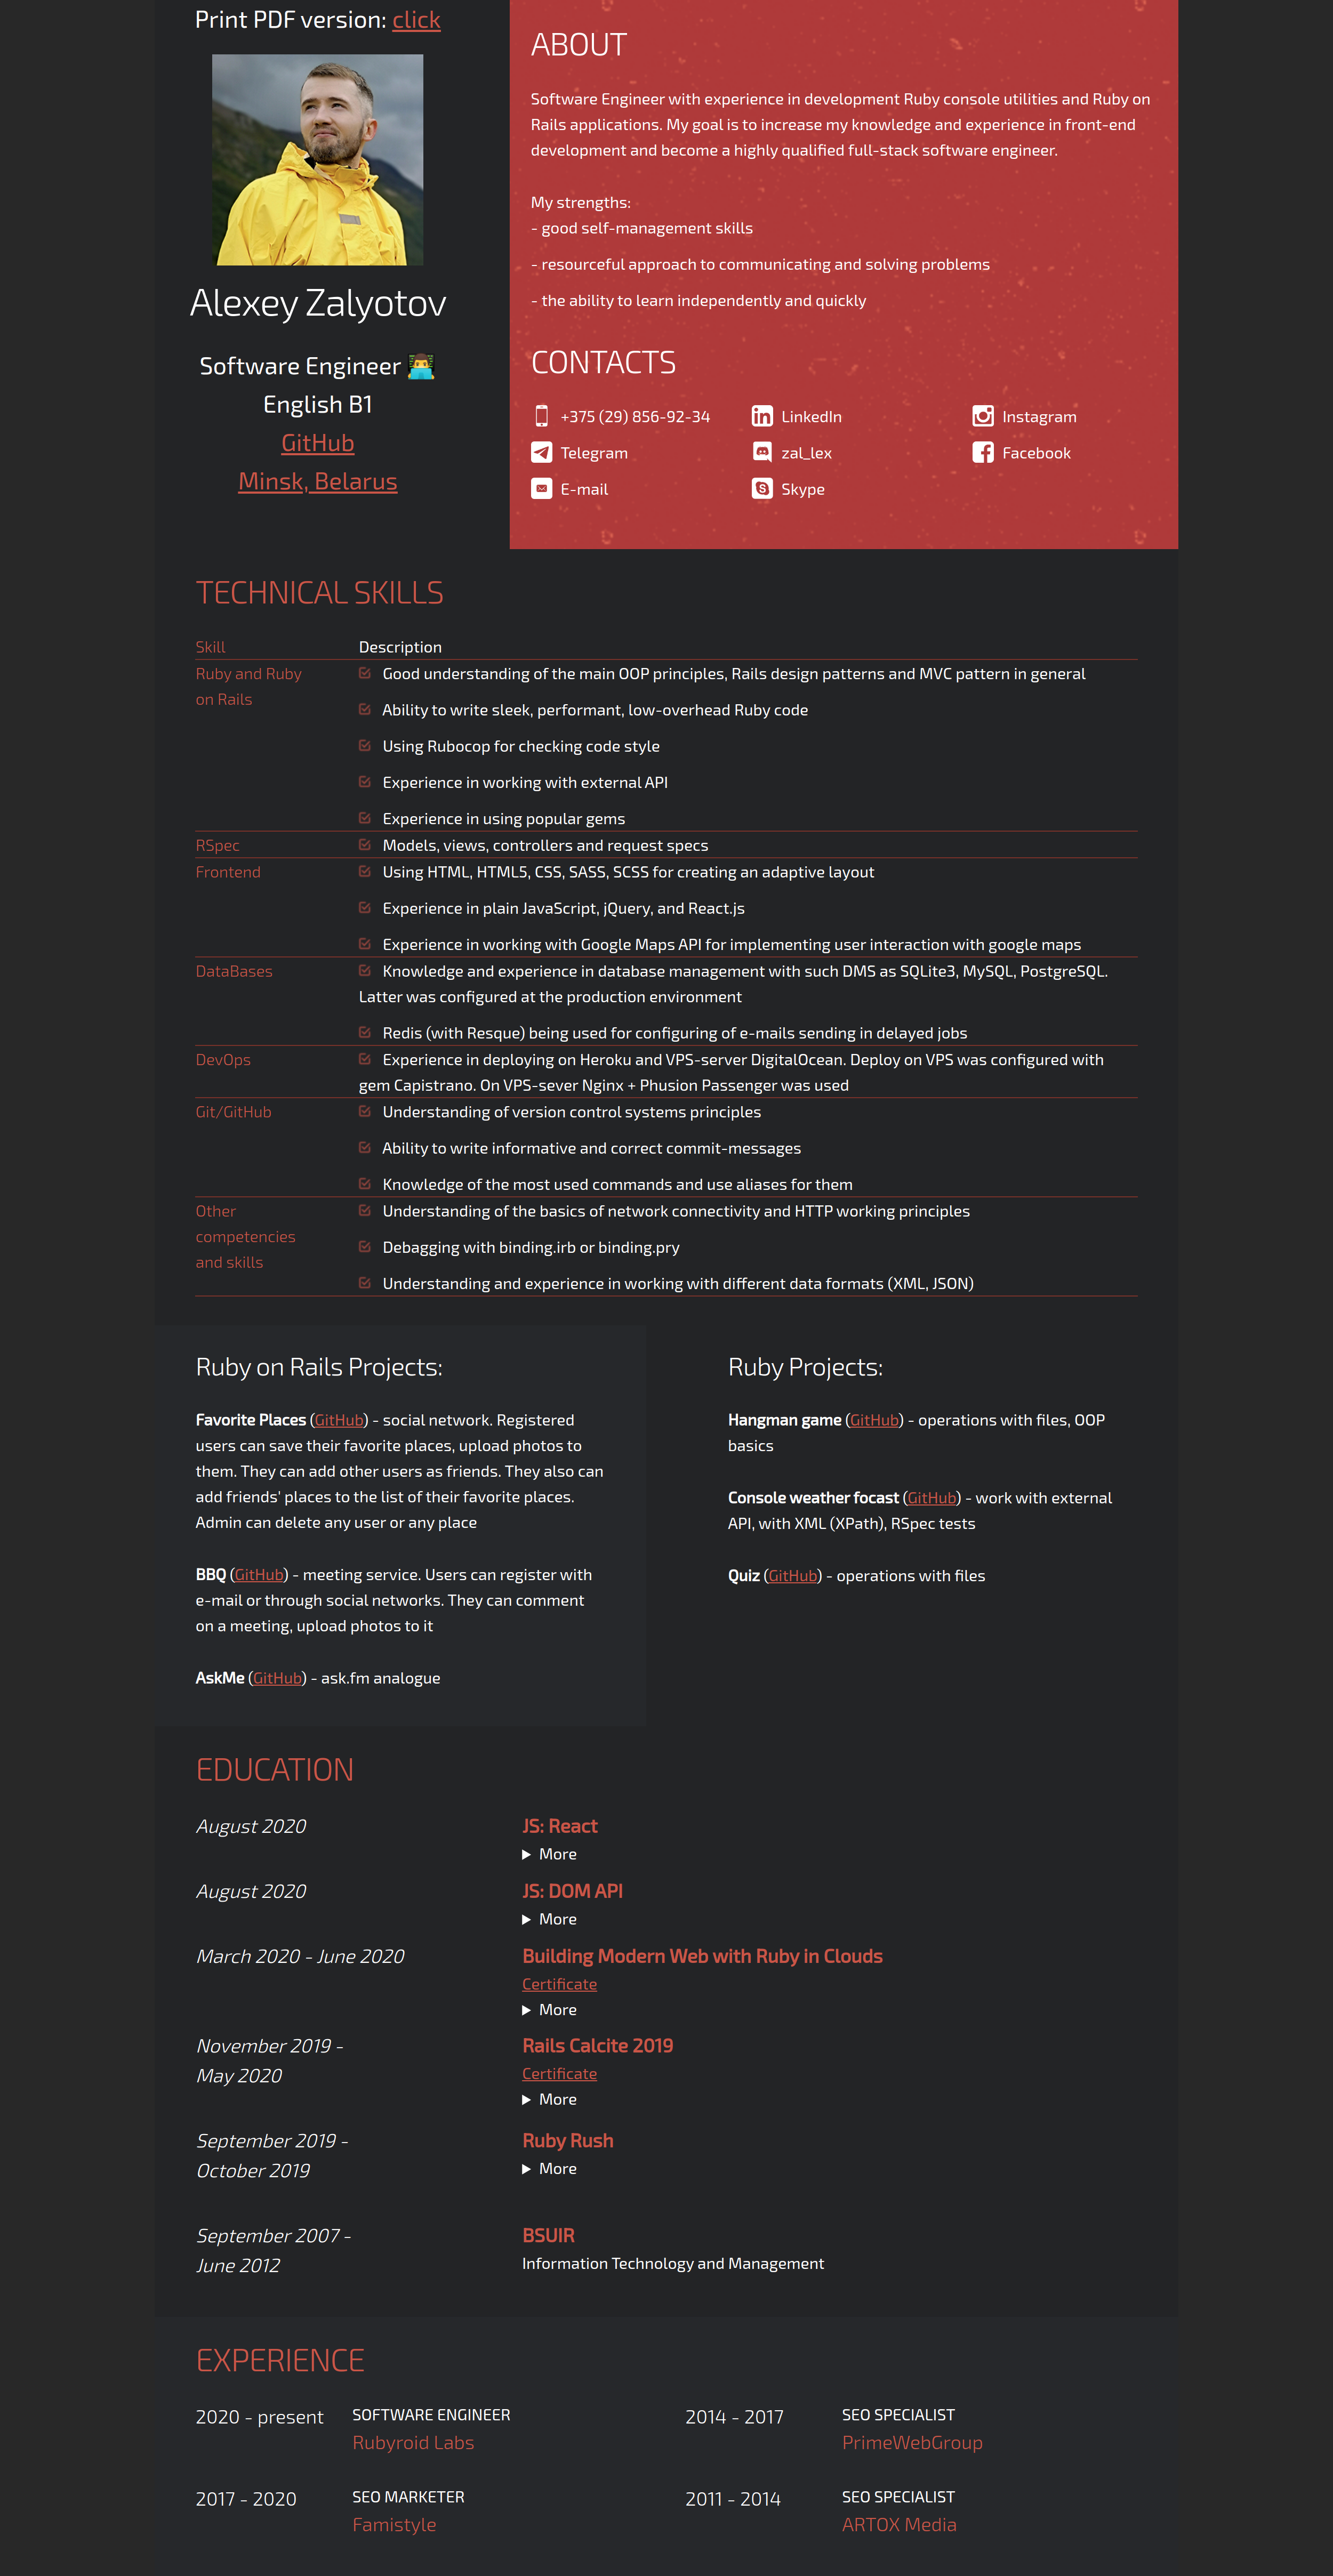 Print PDF version: click
Alexey Zalyotov
Software Engineer 👨‍💻
English B1
GitHub
Minsk, Belarus
ABOUT
Software Engineer with experience in development Ruby console utilities and Ruby on
Rails applications. My goal is to increase my knowledge and experience in front-end
development and become a highly qualified full-stack software engineer.
My strengths:
- good self-management skills
- resourceful approach to communicating and solving problems
- the ability to learn independently and quickly
CONTACTS
+375 (29) 856-92-34
LinkedIn
Instagram
Telegram
zal_lex
Facebook
E-mail
Skype
TECHNICAL SKILLS
Skill
Description
Ruby and Ruby
on Rails
Good understanding of the main OOP principles, Rails design patterns and MVC pattern in general
Ability to write sleek, performant, low-overhead Ruby code
Using Rubocop for checking code style
Experience in working with external API
Experience in using popular gems
RSpec
Models, views, controllers and request specs
Frontend
Using HTML, HTML5, CSS, SASS, SCSS for creating an adaptive layout
Experience in plain JavaScript, jQuery, and React.js
Experience in working with Google Maps API for implementing user interaction with google maps
DataBases
Knowledge and experience in database management with such DMS as SQLite3, MySQL, PostgreSQL.
Latter was configured at the production environment
Redis (with Resque) being used for configuring of e-mails sending in delayed jobs
DevOps
Experience in deploying on Heroku and VPS-server DigitalOcean. Deploy on VPS was configured with
gem Capistrano. On VPS-sever Nginx + Phusion Passenger was used
Git/GitHub
Understanding of version control systems principles
Ability to write informative and correct commit-messages
Knowledge of the most used commands and use aliases for them
Other
competencies
and skills
Understanding of the basics of network connectivity and HTTP working principles
Debagging with binding.irb or binding.pry
Understanding and experience in working with different data formats (XML, JSON)
Ruby on Rails Projects:
Favorite Places (GitHub) - social network. Registered
users can save their favorite places, upload photos to
them. They can add other users as friends. They also can
add friends' places to the list of their favorite places.
Admin can delete any user or any place
BBQ (GitHub) - meeting service. Users can register with
e-mail or through social networks. They can comment
on a meeting, upload photos to it
AskMe (GitHub) - ask.fm analogue
Ruby Projects:
Hangman game (GitHub) - operations with files, OOP
basics
Console weather focast (GitHub) - work with external
API, with XML (XPath), RSpec tests
Quiz (GitHub) - operations with files
EDUCATION
August 2020
JS: React
▶ More
August 2020
JS: DOM API
▶ More
March 2020 - June 2020
Building Modern Web with Ruby in Clouds
Certificate
▶ More
November 2019 -
May 2020
Rails Calcite 2019
Certificate
▶ More
September 2019 -
October 2019
Ruby Rush
▶ More
September 2007 -
June 2012
BSUIR
Information Technology and Management
EXPERIENCE
2020 - present
SOFTWARE ENGINEER
Rubyroid Labs
2014 - 2017
SEO SPECIALIST
PrimeWebGroup
2017 - 2020
SEO MARKETER
Famistyle
2011 - 2014
SEO SPECIALIST
ARTOX Media